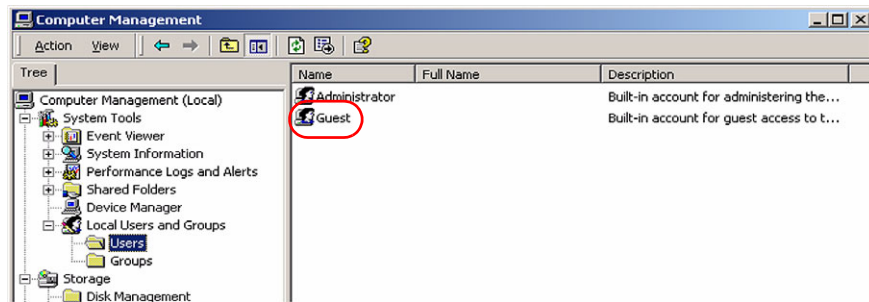 Computer Management
Action View
Tree
Name Full Name Description
Computer Management (Local)
System Tools
Event Viewer
System Information
Performance Logs and Alerts
Shared Folders
Device Manager
Local Users and Groups
Users
Groups
Storage
Disk Management
Administrator Built-in account for administering the...
Guest Built-in account for guest access to t...